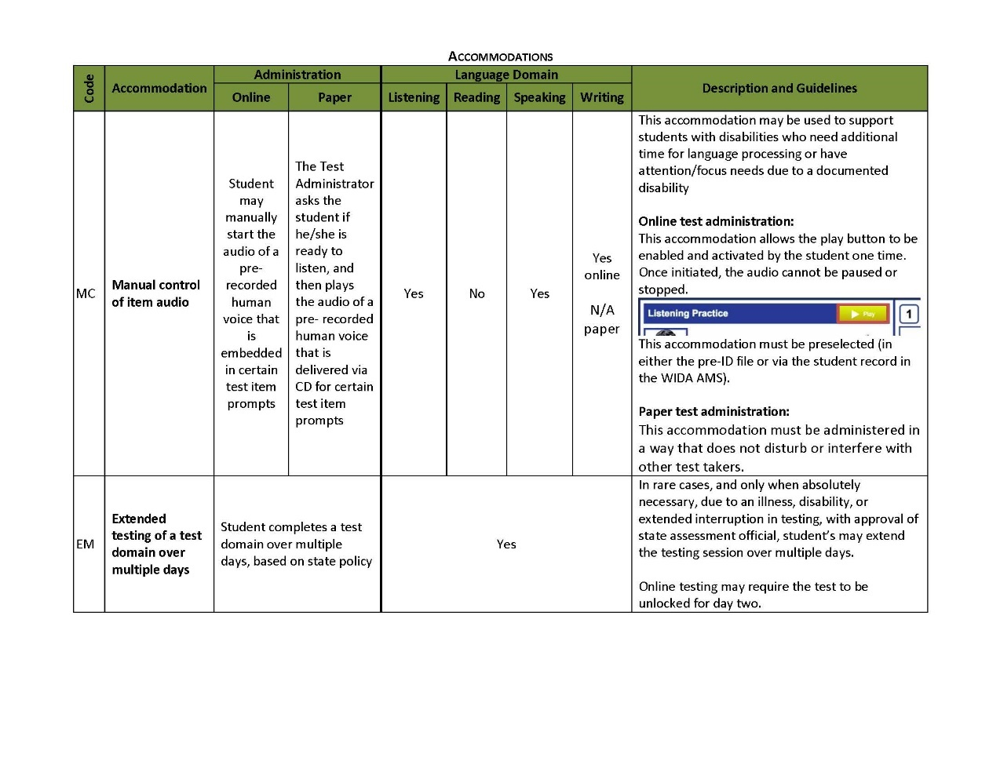 ACCOMMODATIONS
Code
Accommodation
Administration
Language Domain
Description and Guidelines
Online
Paper
Listening
Reading
Speaking
Writing
MC
Manual control
of item audio
Student
may
manually
start the
audio of a
pre-
recorded
human
voice that
is
embedded
in certain
test item
prompts
The Test
Administrator
asks the
student if
he/she is
ready to
listen, and
then plays
the audio of a
pre- recorded
human voice
that is
delivered via
CD for certain
test item
prompts
Yes
No
Yes
Yes
online
N/A
paper
This accommodation may be used to support
students with disabilities who need additional
time for language processing or have
attention/focus needs due to a documented
disability
Online test administration:
This accommodation allows the play button to be
enabled and activated by the student one time.
Once initiated, the audio cannot be paused or
stopped.
Listening Practice
Play
1
This accommodation must be preselected (in
either the pre-ID file or via the student record in
the WIDA AMS).
Paper test administration:
This accommodation must be administered in
a way that does not disturb or interfere with
other test takers.
EM
Extended
testing of a test
domain over
multiple days
Student completes a test
domain over multiple
days, based on state policy
Yes
In rare cases, and only when absolutely
necessary, due to an illness, disability, or
extended interruption in testing, with approval of
state assessment official, student’s may extend
the testing session over multiple days.
Online testing may require the test to be
unlocked for day two.